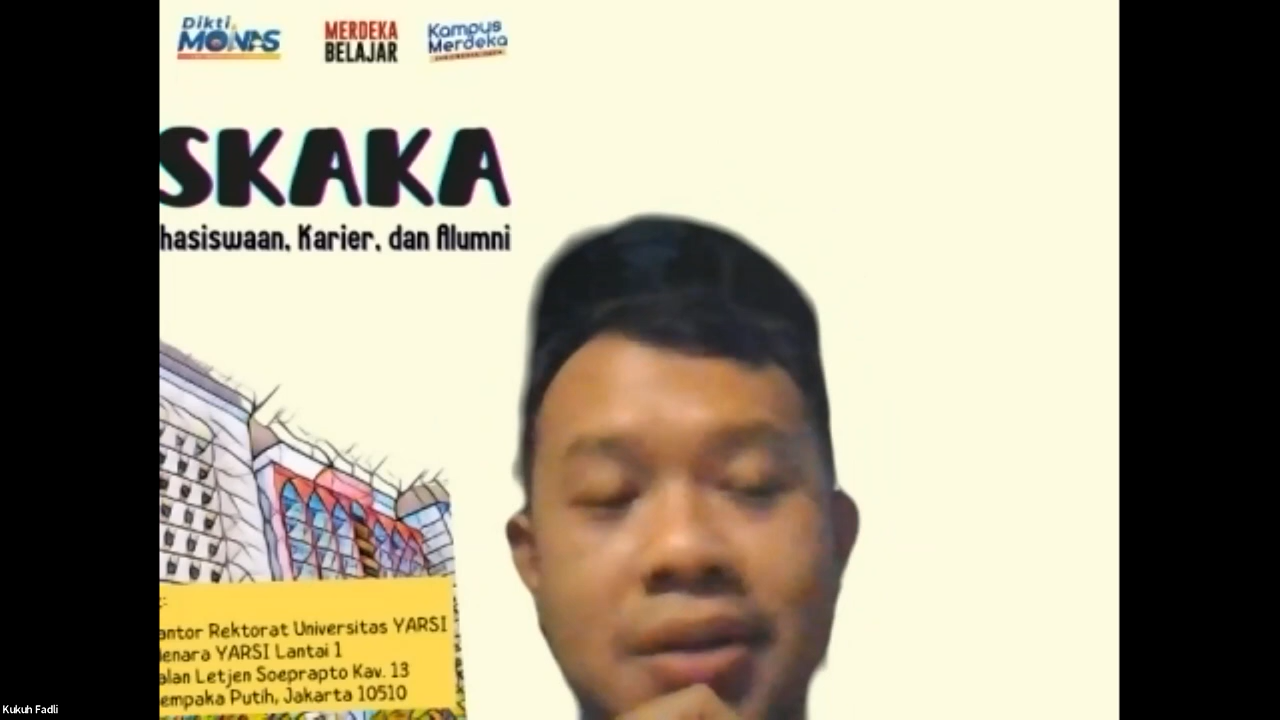 Dikti
MONAS
MERDEKA
BELAJAR
Kampus
Merdeka
SKAKA
hasiswaan, Karier, dan Alumni
antor Rektorat Universitas YARSI
enara YARSI Lantai 1
alan Letjen Soeprapto Kav. 13
empaka Putih, Jakarta 10510
Kukuh Fadli